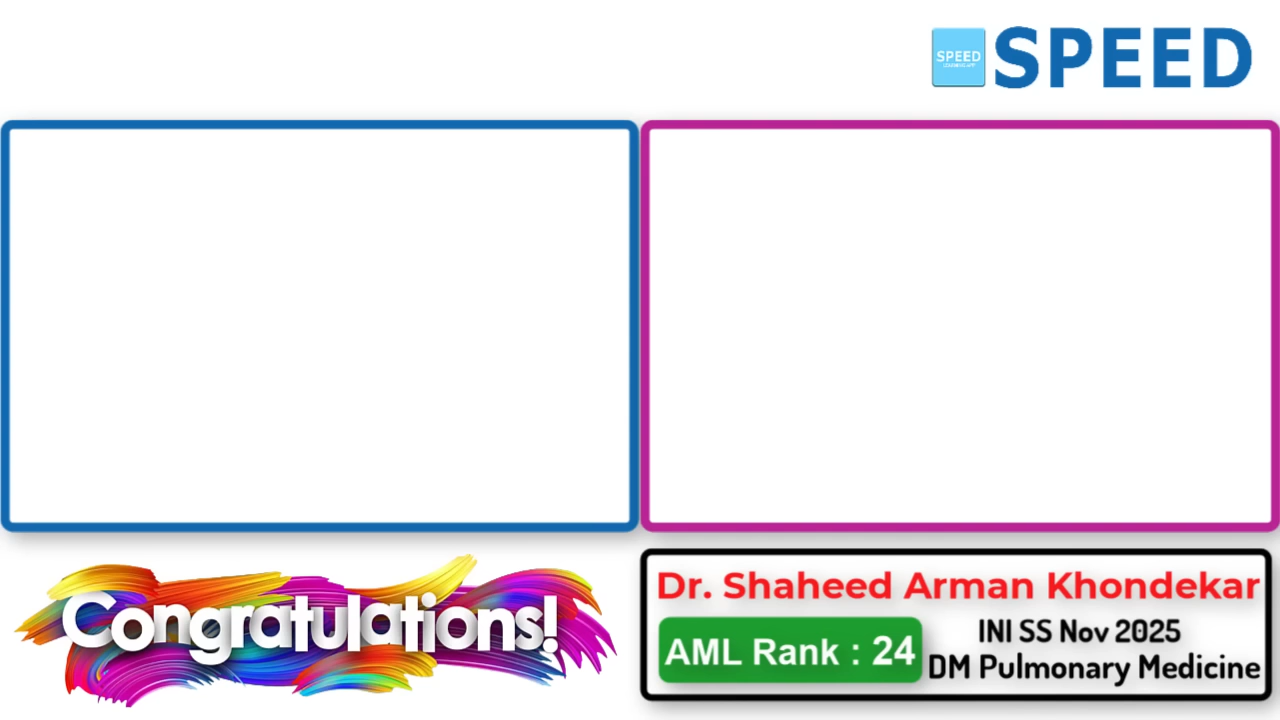 SPEED
SPEED
Congratulations!
Dr. Shaheed Arman Khondekar
AML Rank : 24
INI SS Nov 2025
DM Pulmonary Medicine